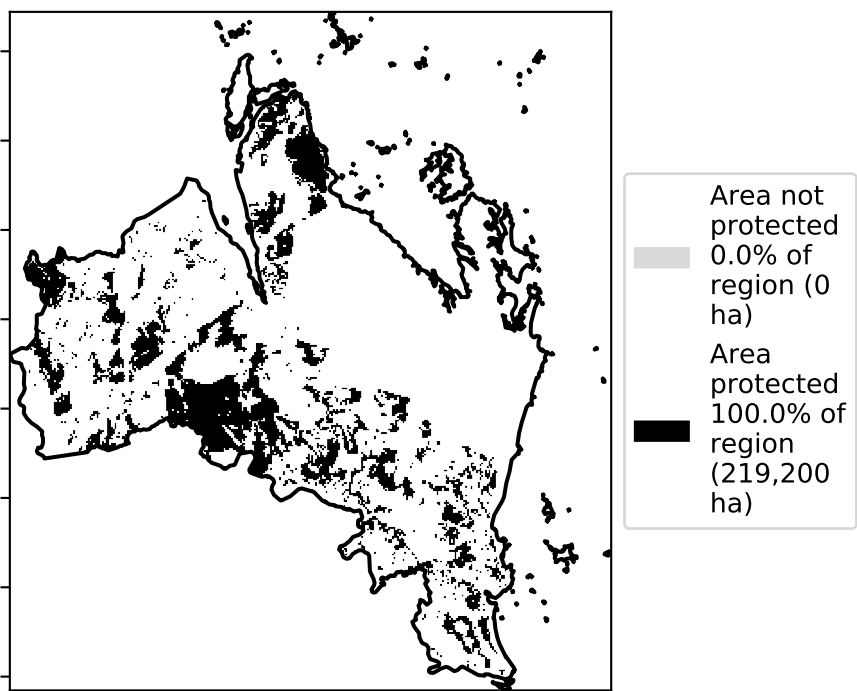 Area not
protected
0.0% of
region (0
ha)
Area
protected
100.0% of
region
(219,200
ha)